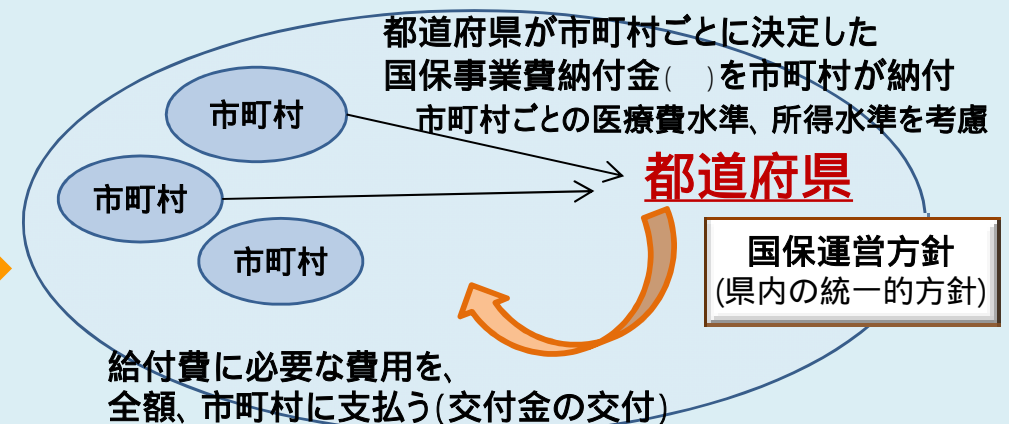 都道府県が市町村ごとに決定した
国保事業費納付金( )を市町村が納付
市町村ごとの医療費水準、所得水準を考慮
市町村
市町村
市町村
都道府県
国保運営方針
(県内の統一的方針)
給付費に必要な費用を、
全額、市町村に支払う(交付金の交付)